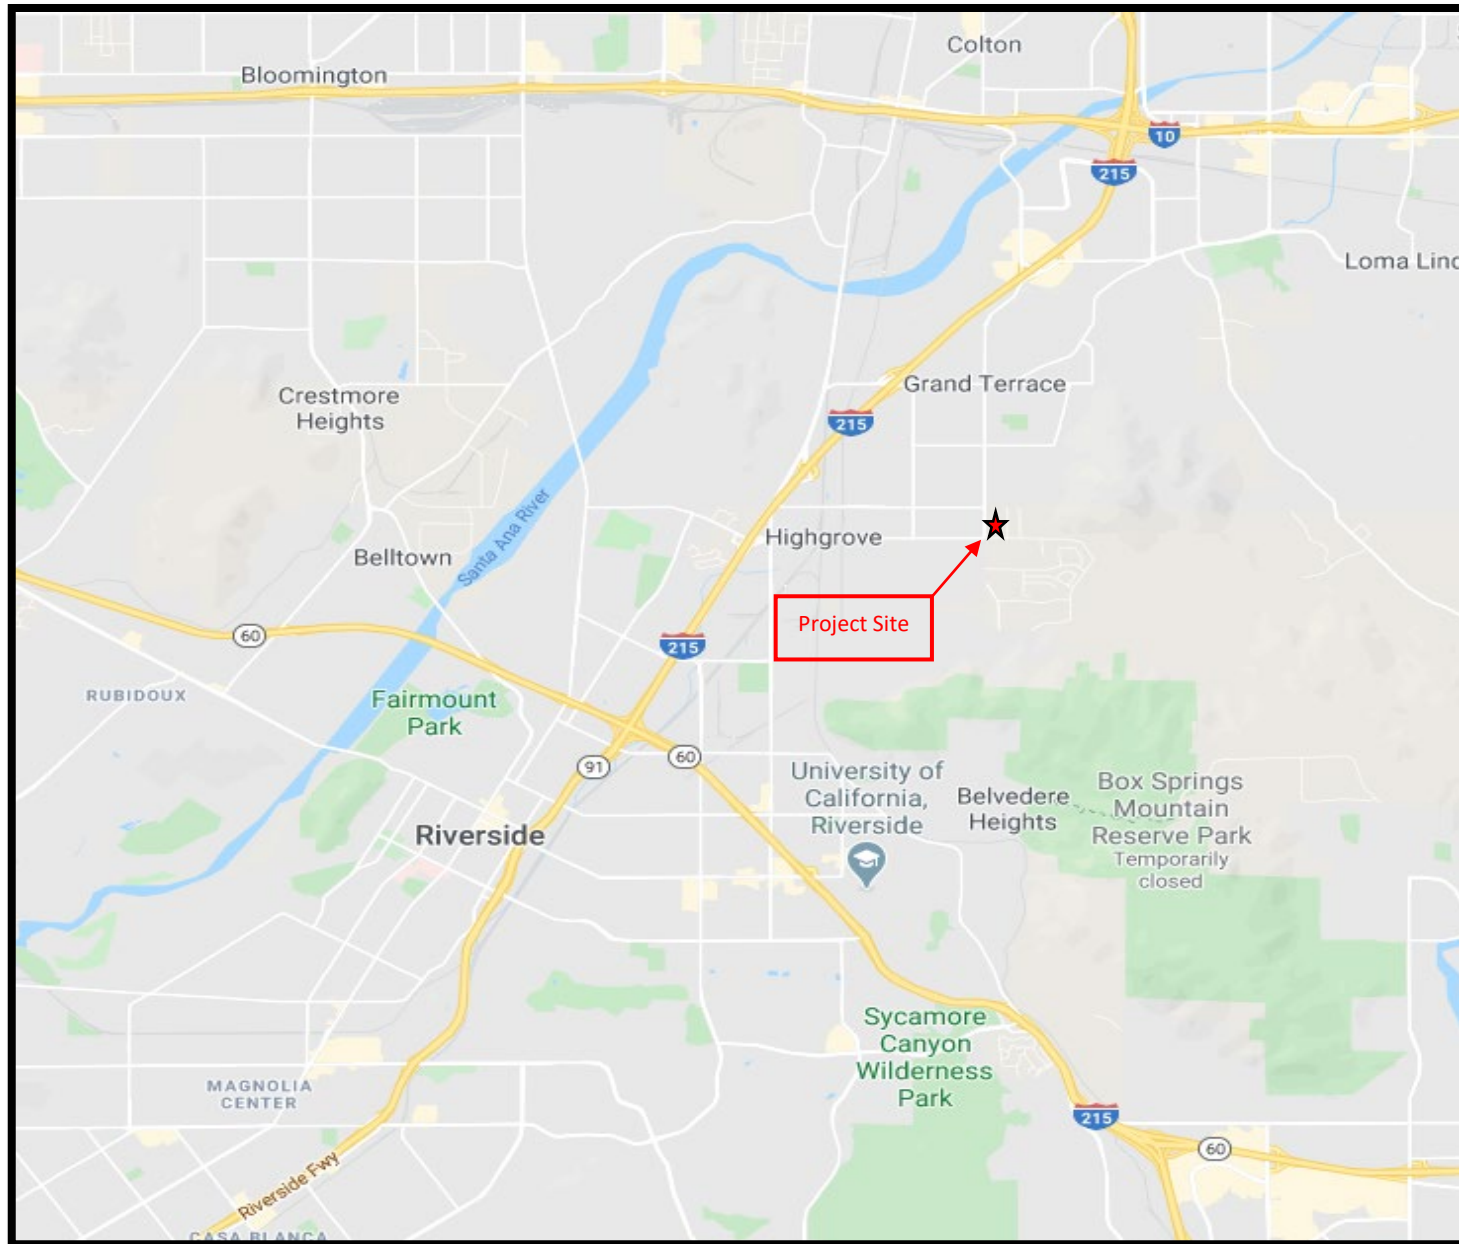 Colton
Bloomington
10
215
Loma Linc
Grand Terrace
Crestmore
Heights
215
Santa Ana River
Highgrove
Belltown
Project Site
60
215
RUBIDOUX
Fairmount
Park
91
60
University of
California,
Riverside
Belvedere
Heights
Box Springs
Mountain
Reserve Park
Temporarily
closed
Riverside
Sycamore
Canyon
Wilderness
Park
MAGNOLIA
CENTER
215
60
Riverside Fwy
CASA BLANCA